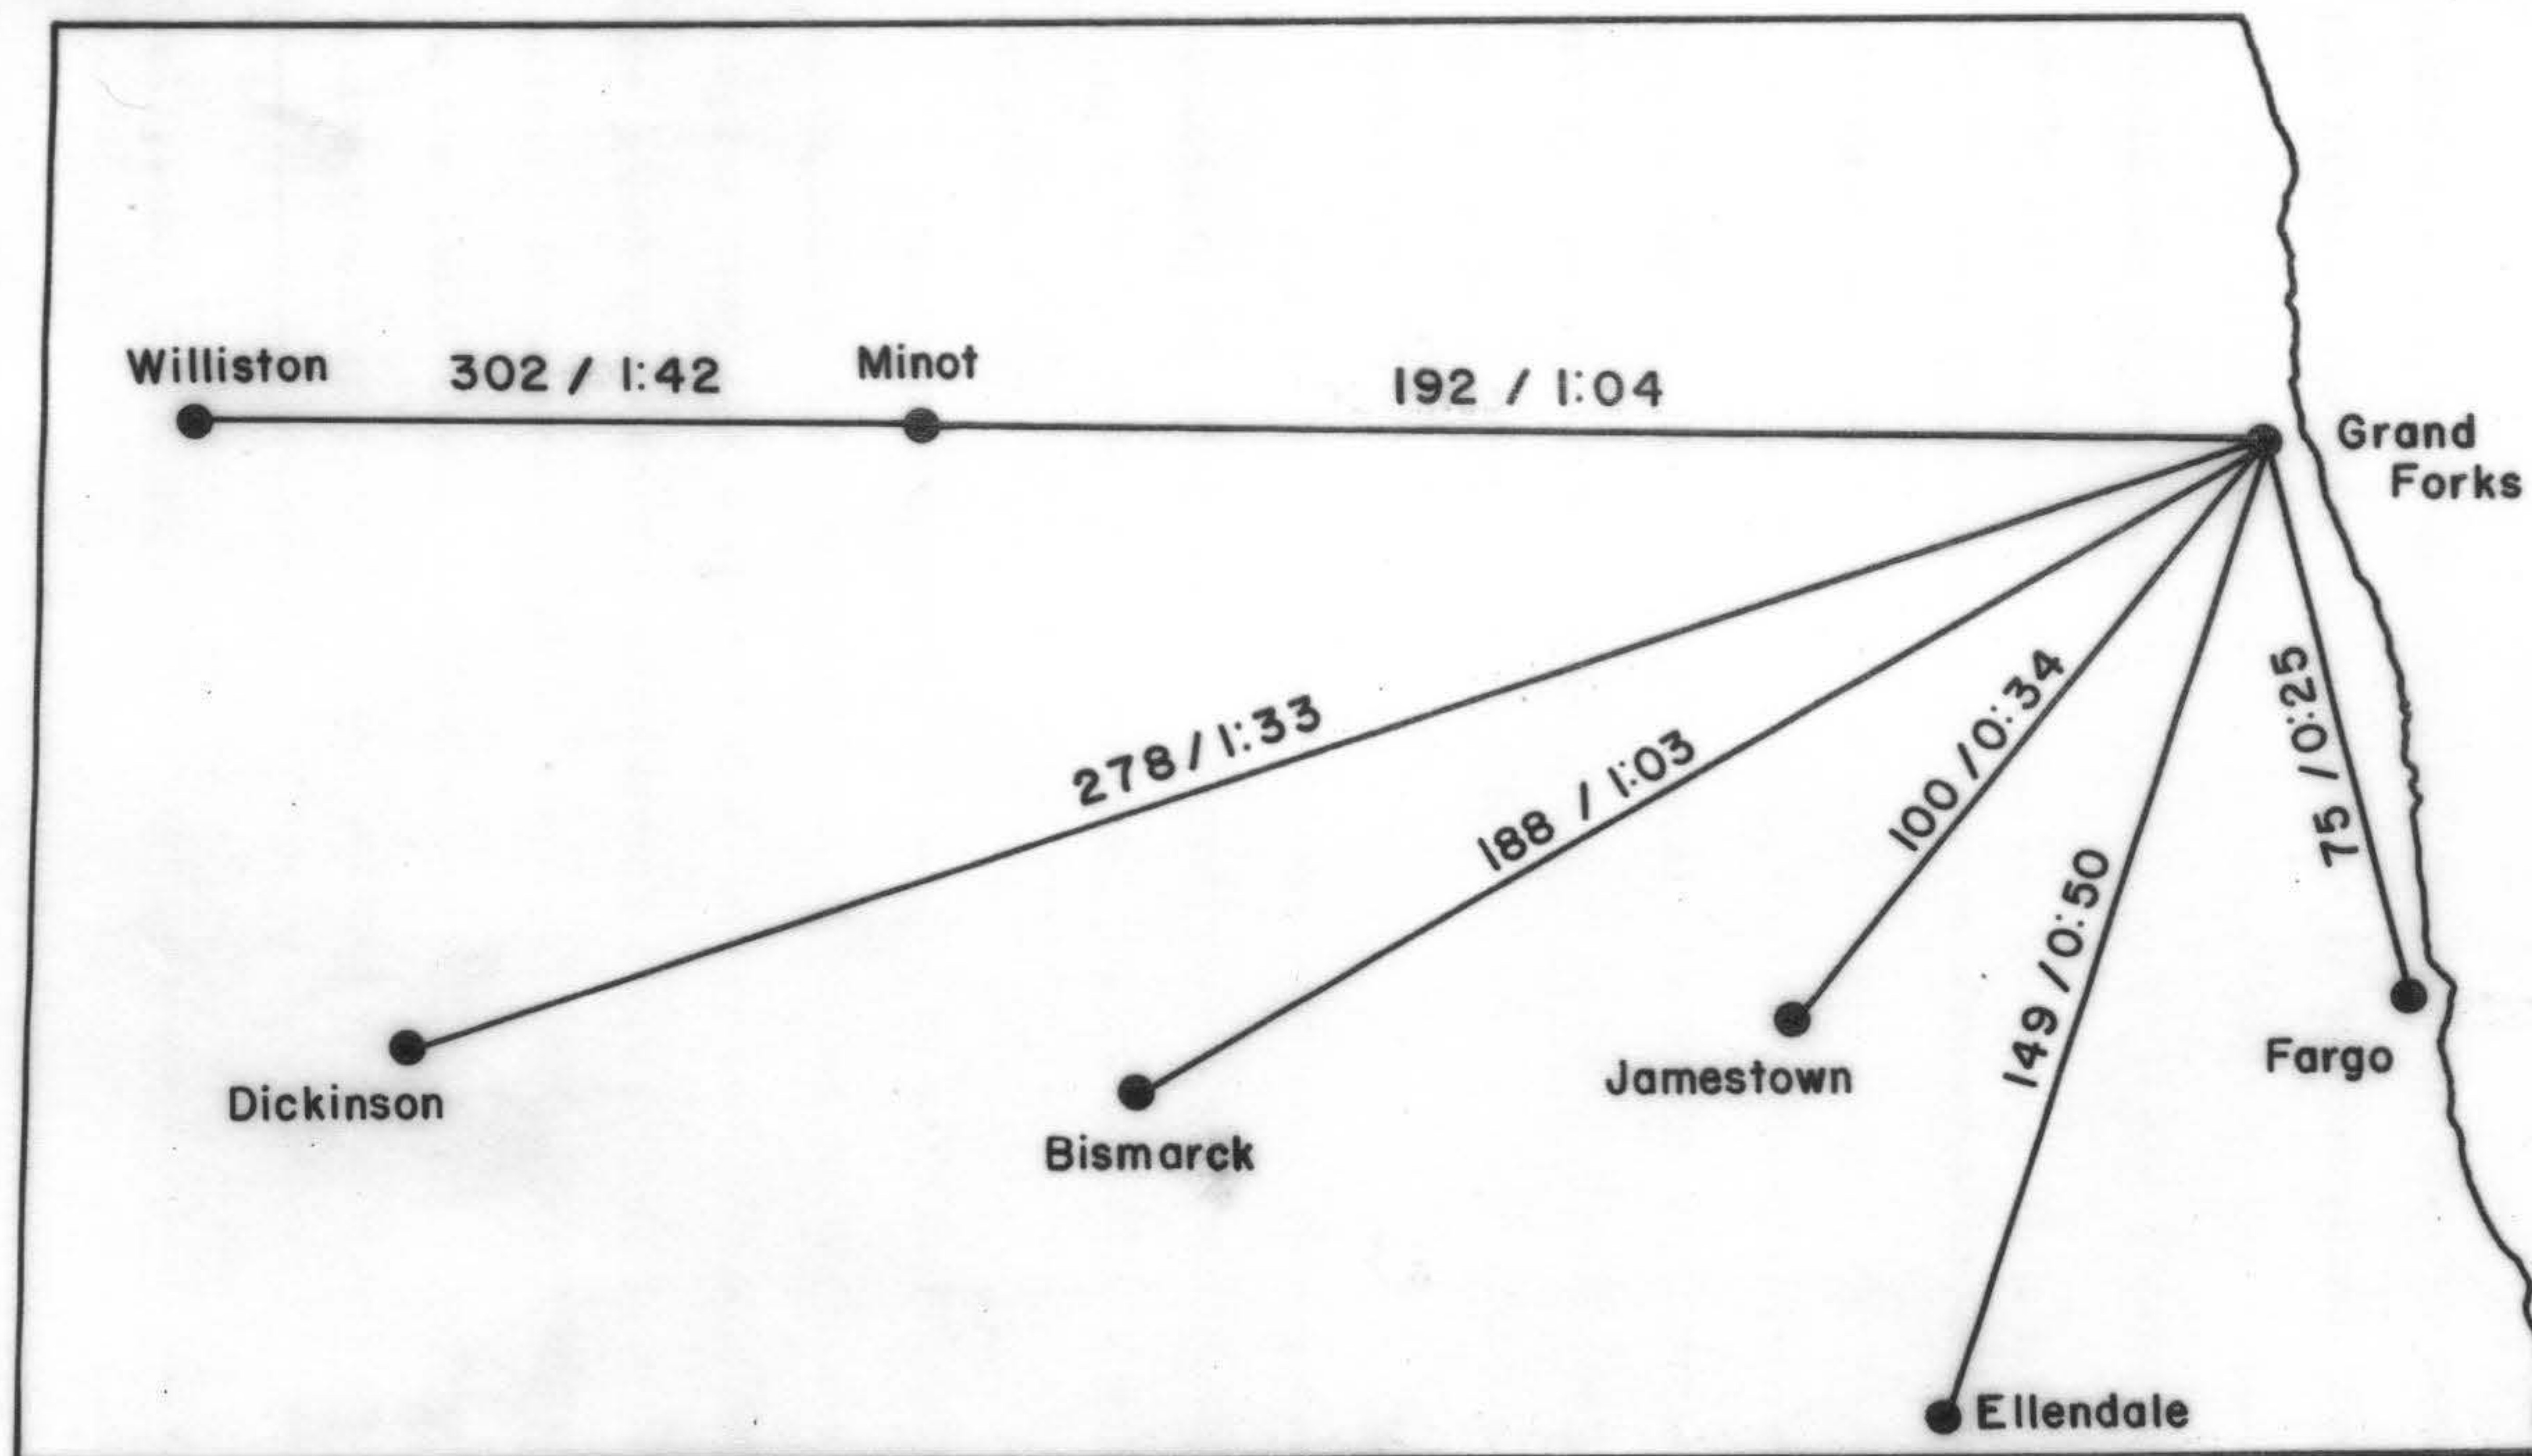 Williston
302 / 1:42
Minot
192 / 1:04
Grand
Forks
278 / 1:33
188 / 1:03
100 / 0:34
149 / 0:50
75 / 0:25
Dickinson
Bismarck
Jamestown
Fargo
Ellendale